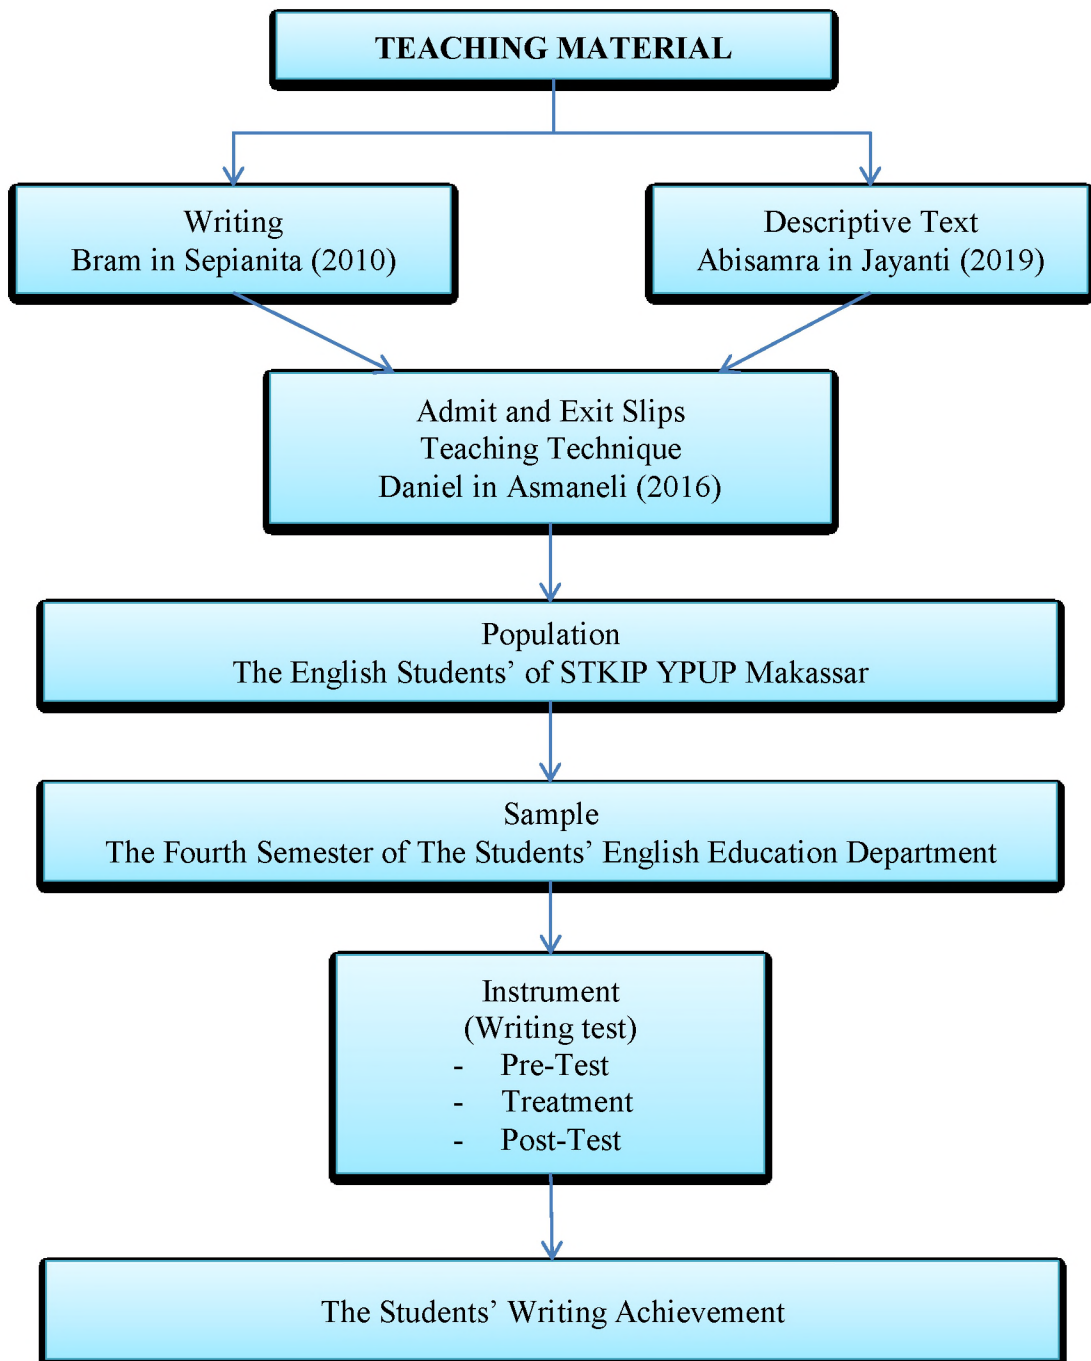 TEACHING MATERIAL
Writing
Bram in Sepianita (2010)
Descriptive Text
Abisamra in Jayanti (2019)
Admit and Exit Slips
Teaching Technique
Daniel in Asmaneli (2016)
Population
The English Students’ of STKIP YPUP Makassar
Sample
The Fourth Semester of The Students’ English Education Department
Instrument
(Writing test)
- Pre-Test
- Treatment
- Post-Test
The Students’ Writing Achievement